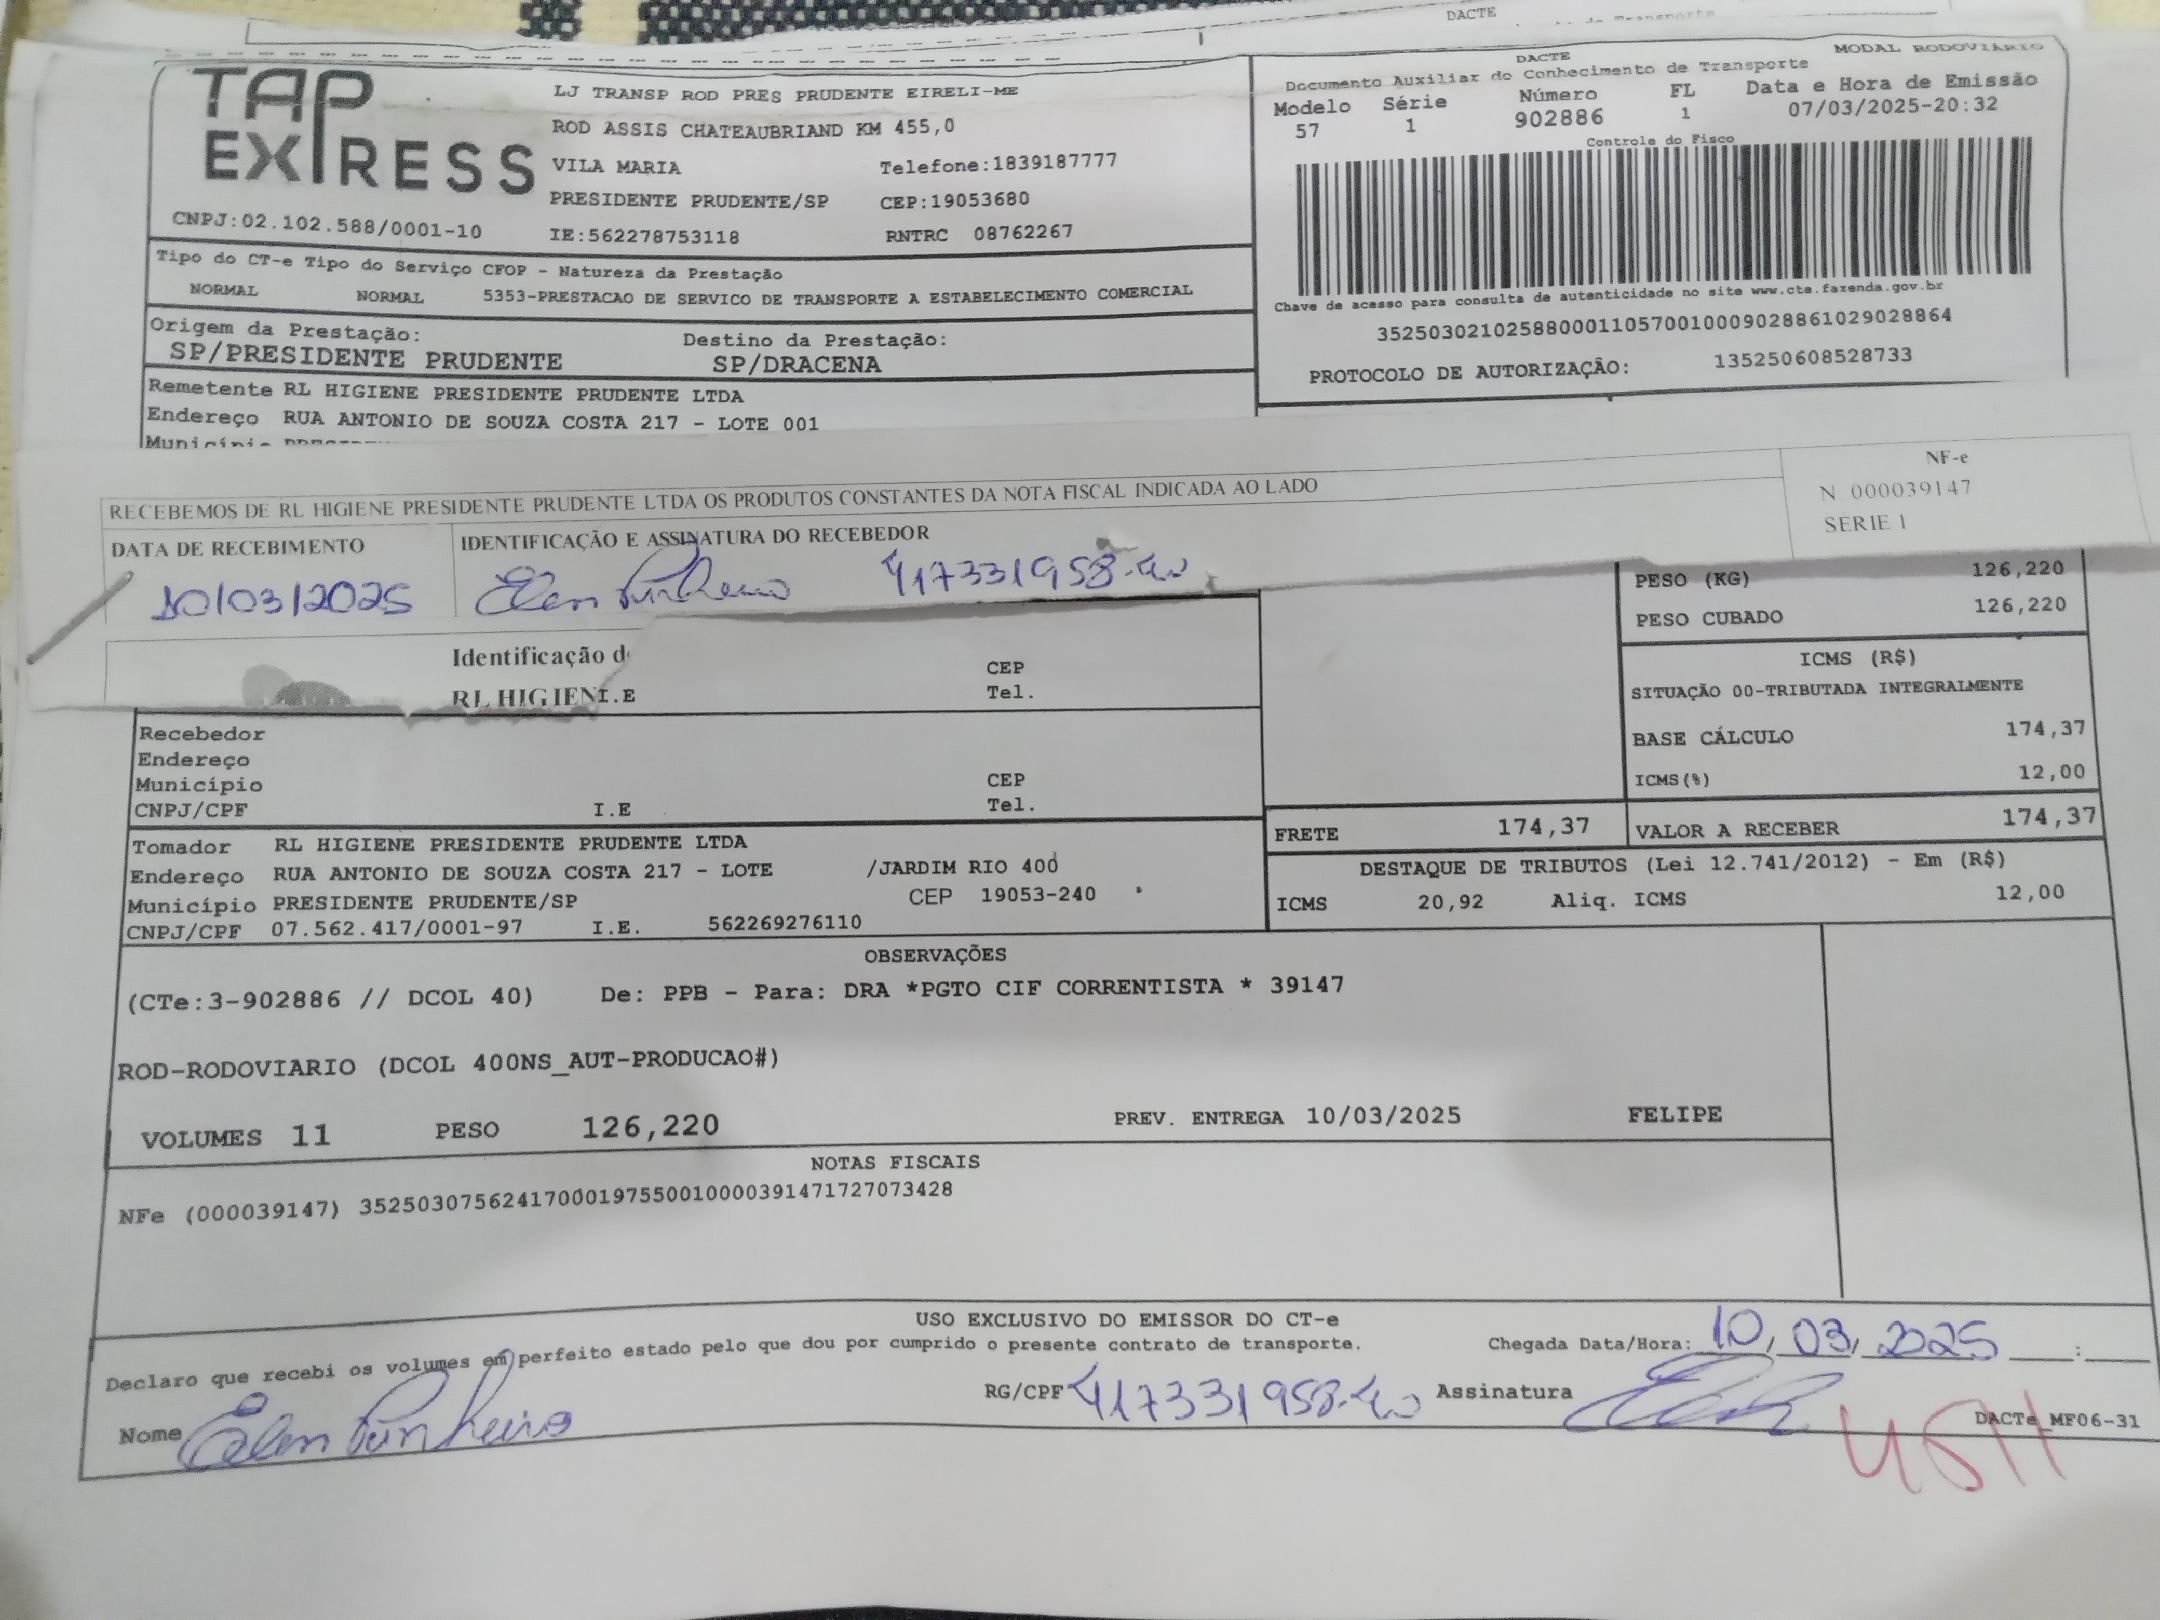 DACTE
MODAL RODOVIÁRIO
TAP EXPRESS
LJ TRANSP ROD PRES PRUDENTE EIRELI-ME
ROD ASSIS CHATEAUBRIAND KM 455,0
VILA MARIA Telefone:1839187777
PRESIDENTE PRUDENTE/SP CEP:19053680
CNPJ:02.102.588/0001-10 IE:562278753118 RNTRC 08762267
DACTE
Documento Auxiliar do Conhecimento de Transporte
Modelo Série Número FL Data e Hora de Emissão
57 1 902886 1 07/03/2025-20:32
Controle do Fisco
Chave de acesso para consulta de autenticidade no site www.cte.fazenda.gov.br
35250302102588000110570010009028861029028864
PROTOCOLO DE AUTORIZAÇÃO: 135250608528733
Tipo do CT-e Tipo do Serviço CFOP - Natureza da Prestação
NORMAL NORMAL 5353-PRESTACAO DE SERVICO DE TRANSPORTE A ESTABELECIMENTO COMERCIAL
Origem da Prestação: Destino da Prestação:
SP/PRESIDENTE PRUDENTE SP/DRACENA
Remetente RL HIGIENE PRESIDENTE PRUDENTE LTDA
Endereço RUA ANTONIO DE SOUZA COSTA 217 - LOTE 001
RECEBEMOS DE RL HIGIENE PRESIDENTE PRUDENTE LTDA OS PRODUTOS CONSTANTES DA NOTA FISCAL INDICADA AO LADO
NF-e
N 000039147
SÉRIE 1
DATA DE RECEBIMENTO IDENTIFICAÇÃO E ASSINATURA DO RECEBEDOR
10/03/2025 Elen Pinheiro 417331958-40
PESO (KG) 126,220
PESO CUBADO 126,220
Identificação d
RL HIGIEN I.E
CEP
Tel.
ICMS (R$)
SITUAÇÃO 00-TRIBUTADA INTEGRALMENTE
BASE CÁLCULO 174,37
ICMS(%) 12,00
Recebedor
Endereço
Município CEP
CNPJ/CPF I.E Tel.
FRETE 174,37 VALOR A RECEBER 174,37
Tomador RL HIGIENE PRESIDENTE PRUDENTE LTDA
Endereço RUA ANTONIO DE SOUZA COSTA 217 - LOTE /JARDIM RIO 400
Município PRESIDENTE PRUDENTE/SP CEP 19053-240
CNPJ/CPF 07.562.417/0001-97 I.E. 562269276110
DESTAQUE DE TRIBUTOS (Lei 12.741/2012) - Em (R$)
ICMS 20,92 Aliq. ICMS 12,00
OBSERVAÇÕES
(CTe:3-902886 // DCOL 40) De: PPB - Para: DRA *PGTO CIF CORRENTISTA * 39147
ROD-RODOVIARIO (DCOL 400NS_AUT-PRODUCAO#)
VOLUMES 11 PESO 126,220 PREV. ENTREGA 10/03/2025 FELIPE
NOTAS FISCAIS
NFe (000039147) 35250307562417000197550010000391471727073428
USO EXCLUSIVO DO EMISSOR DO CT-e
Declaro que recebi os volumes em perfeito estado pelo que dou por cumprido o presente contrato de transporte. Chegada Data/Hora: 10/03/2025 :
Nome Elen Pinheiro RG/CPF 417331958-40 Assinatura
DACTe_MF06-31